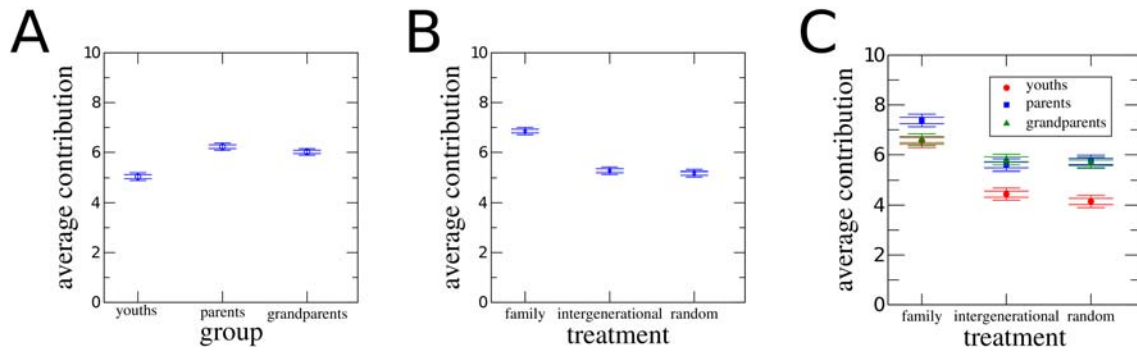 A
average contribution
10
8
6
4
2
0
youths parents grandparents
group
B
average contribution
10
8
6
4
2
0
family intergenerational random
treatment
C
average contribution
10
8
6
4
2
0
youths
parents
grandparents
family intergenerational random
treatment